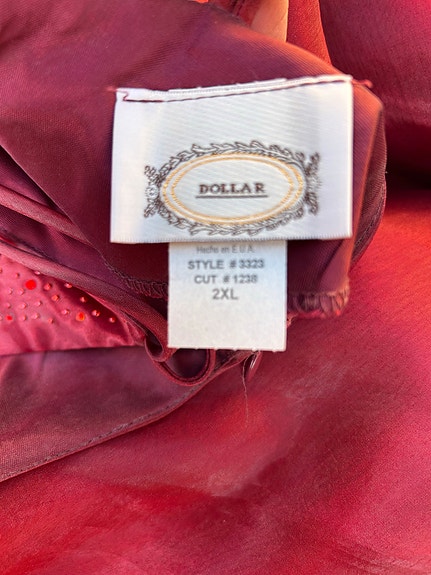 DOLLAR
Hecho en E.U.A.
STYLE # 3323
CUT # 1238
2XL